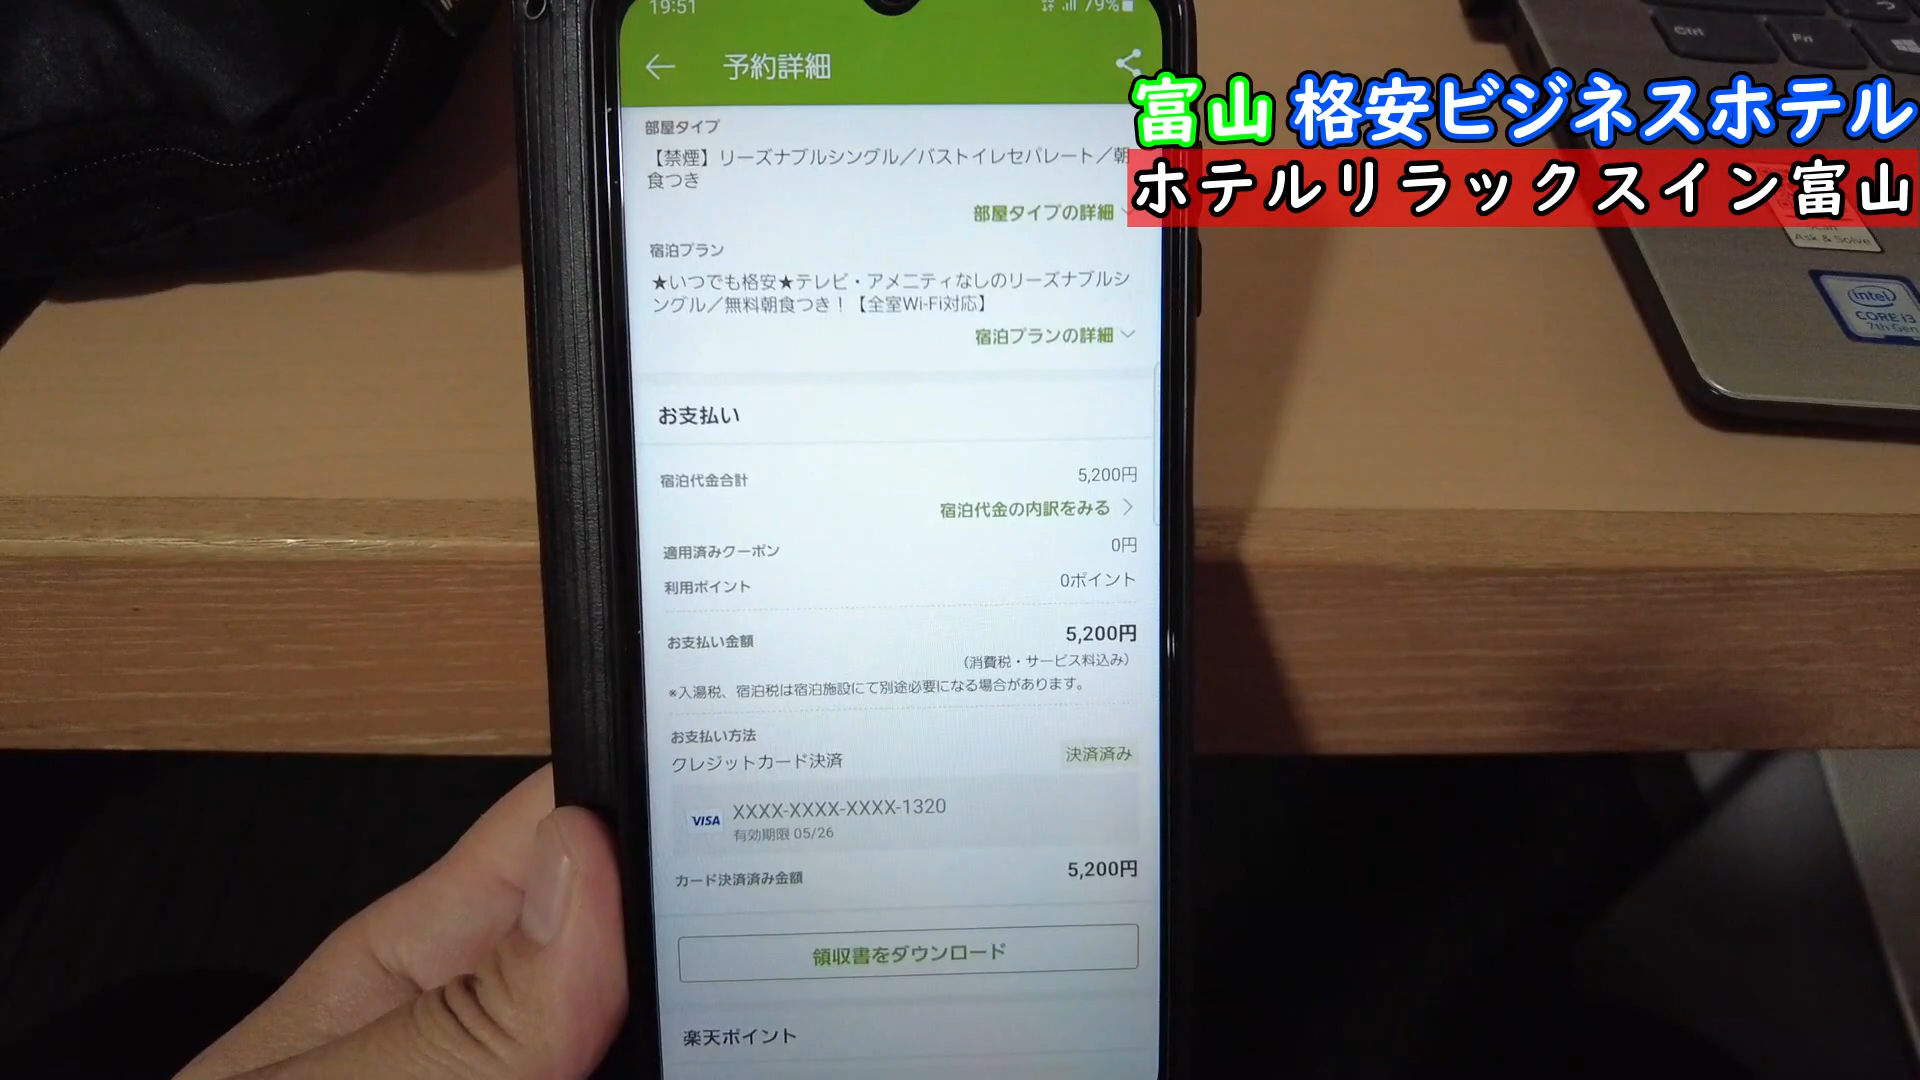 19:51
79%
予約詳細
富山 格安ビジネスホテル
ホテルリラックスイン富山
部屋タイプ
【禁煙】リーズナブルシングル／バストイレセパレート／朝
食つき
部屋タイプの詳細
宿泊プラン
★いつでも格安★テレビ・アメニティなしのリーズナブルシ
ングル／無料朝食つき！【全室Wi-Fi対応】
宿泊プランの詳細
お支払い
宿泊代金合計 5,200円
宿泊代金の内訳をみる
適用済みクーポン 0円
利用ポイント 0ポイント
お支払い金額 5,200円
（消費税・サービス料込み）
※入湯税、宿泊税は宿泊施設にて別途必要になる場合があります。
お支払い方法
クレジットカード決済 決済済み
VISA XXXX-XXXX-XXXX-1320
有効期限 05/26
カード決済済み金額 5,200円
領収書をダウンロード
楽天ポイント
Ctrl
Fn
Ask & Solve
intel
CORE i3
7th Gen